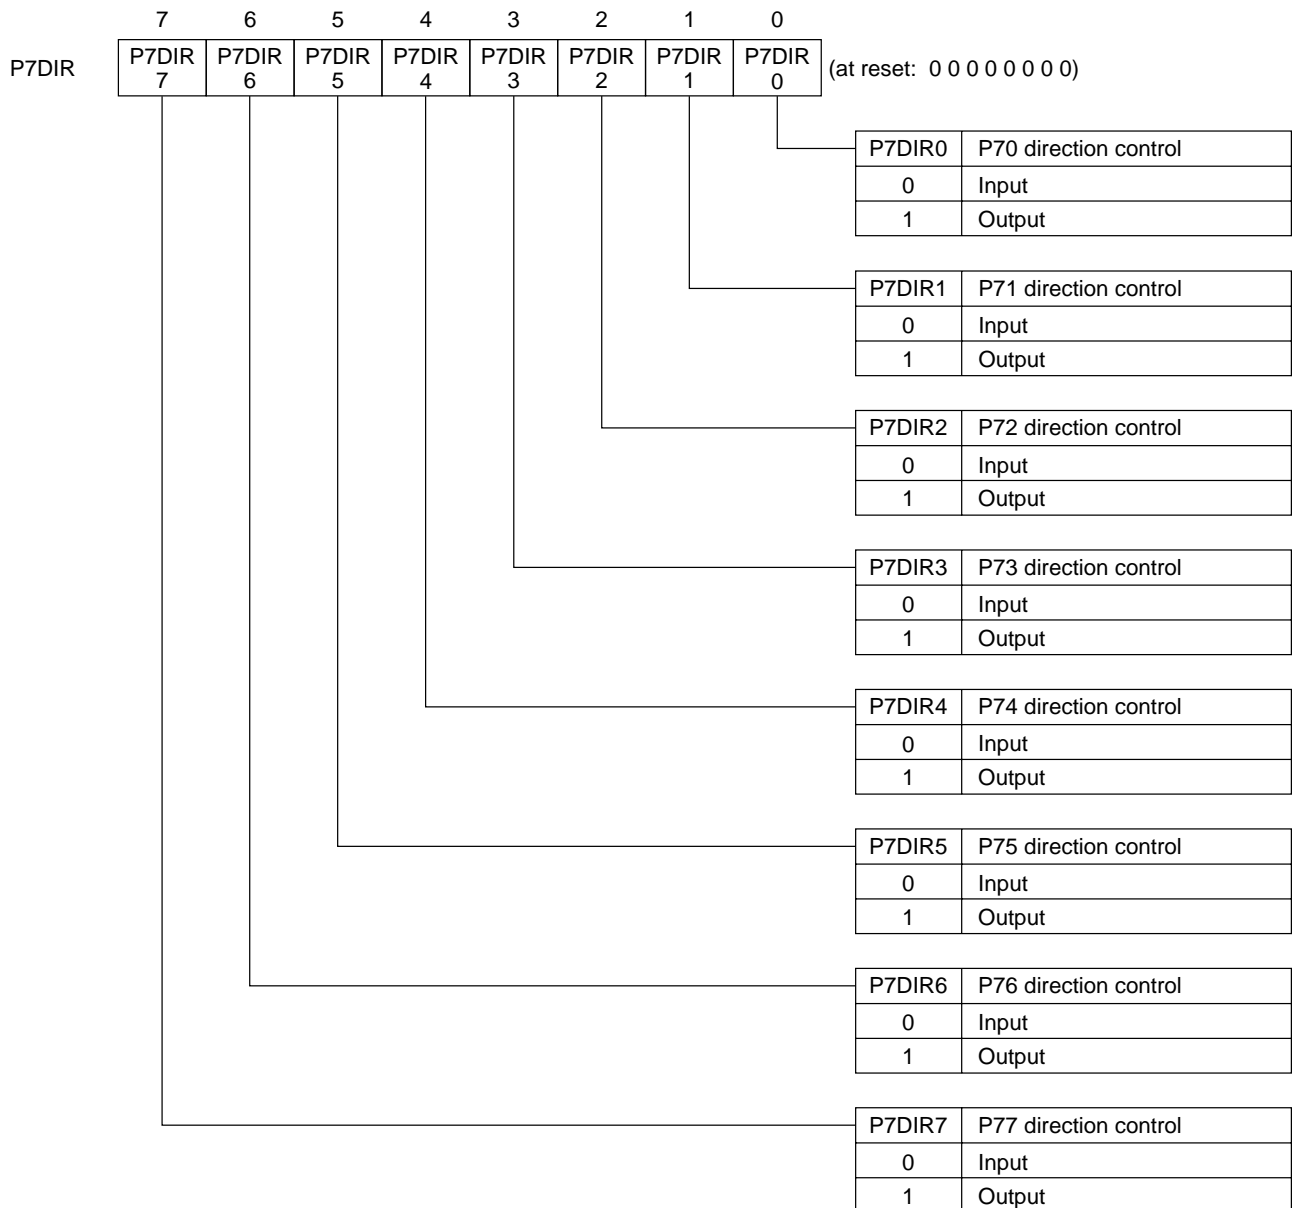 7 6 5 4 3 2 1 0
P7DIR P7DIR P7DIR P7DIR P7DIR P7DIR P7DIR P7DIR P7DIR (at reset: 0 0 0 0 0 0 0 0)
7 6 5 4 3 2 1 0
P7DIR0 P70 direction control
0 Input
1 Output
P7DIR1 P71 direction control
0 Input
1 Output
P7DIR2 P72 direction control
0 Input
1 Output
P7DIR3 P73 direction control
0 Input
1 Output
P7DIR4 P74 direction control
0 Input
1 Output
P7DIR5 P75 direction control
0 Input
1 Output
P7DIR6 P76 direction control
0 Input
1 Output
P7DIR7 P77 direction control
0 Input
1 Output